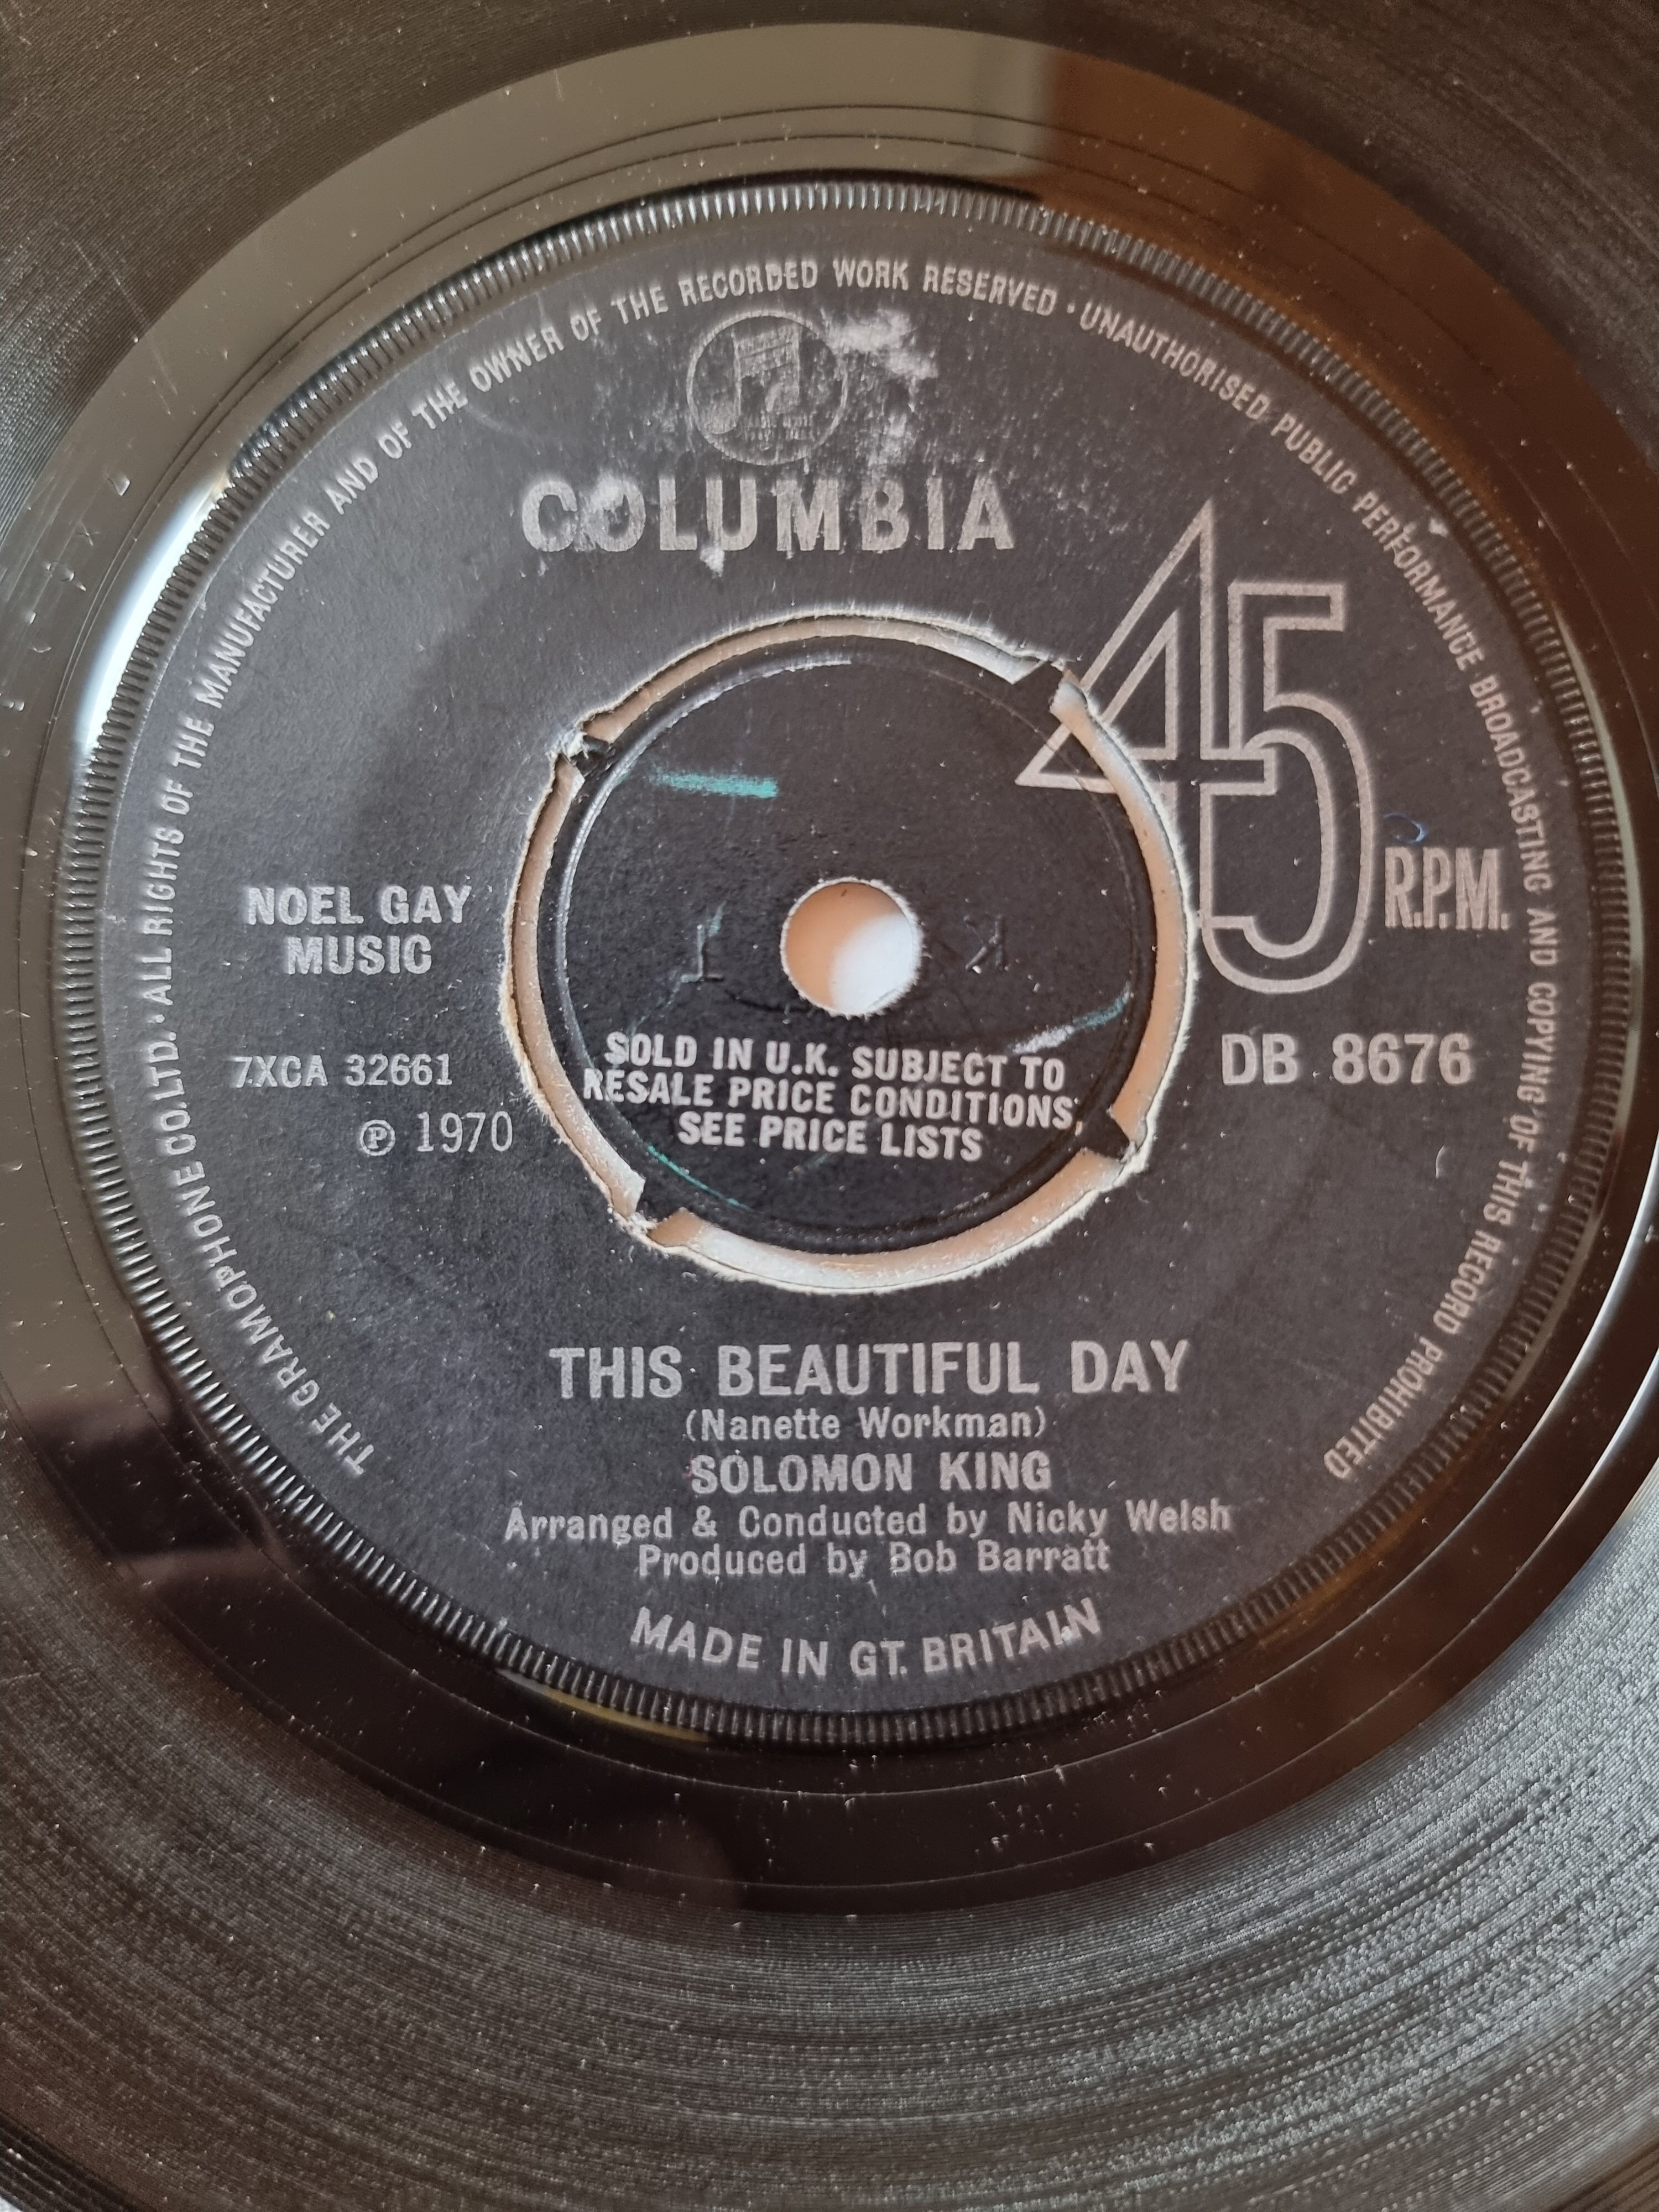 THE GRAMOPHONE CO. LTD. · ALL RIGHTS OF THE MANUFACTURER AND OF THE OWNER OF THE RECORDED WORK RESERVED · UNAUTHORISED PUBLIC PERFORMANCE BROADCASTING AND COPYING OF THIS RECORD PROHIBITED
COLUMBIA
45
R.P.M.
NOEL GAY
MUSIC
7XCA 32661
℗ 1970
SOLD IN U.K. SUBJECT TO
RESALE PRICE CONDITIONS,
SEE PRICE LISTS
DB 8676
THIS BEAUTIFUL DAY
(Nanette Workman)
SOLOMON KING
Arranged & Conducted by Nicky Welsh
Produced by Bob Barratt
MADE IN GT. BRITAIN